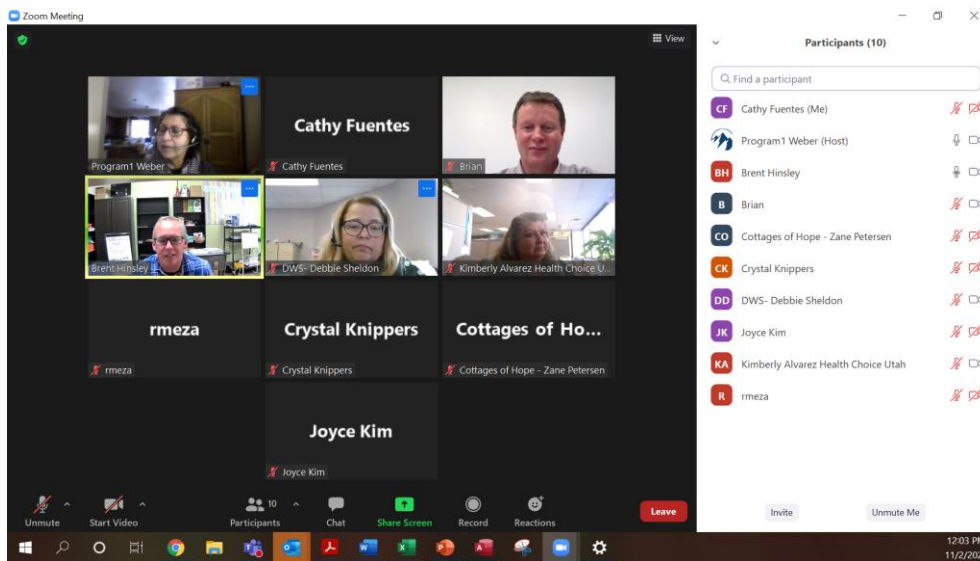 Zoom Meeting
View
Participants (10)
Find a participant
Program1 Weber
Cathy Fuentes
Cathy Fuentes
Brian
Brent Hinsley
DWS- Debbie Sheldon
Kimberly Alvarez Health Choice U...
rmeza
rmeza
Crystal Knippers
Crystal Knippers
Cottages of Ho...
Cottages of Hope - Zane Petersen
Joyce Kim
Joyce Kim
CF Cathy Fuentes (Me)
Program1 Weber (Host)
BH Brent Hinsley
B Brian
CO Cottages of Hope - Zane Petersen
CK Crystal Knippers
DD DWS- Debbie Sheldon
JK Joyce Kim
KA Kimberly Alvarez Health Choice Utah
R rmeza
Unmute
Start Video
10
Participants
Chat
Share Screen
Record
Reactions
Leave
Invite
Unmute Me
12:03 PM